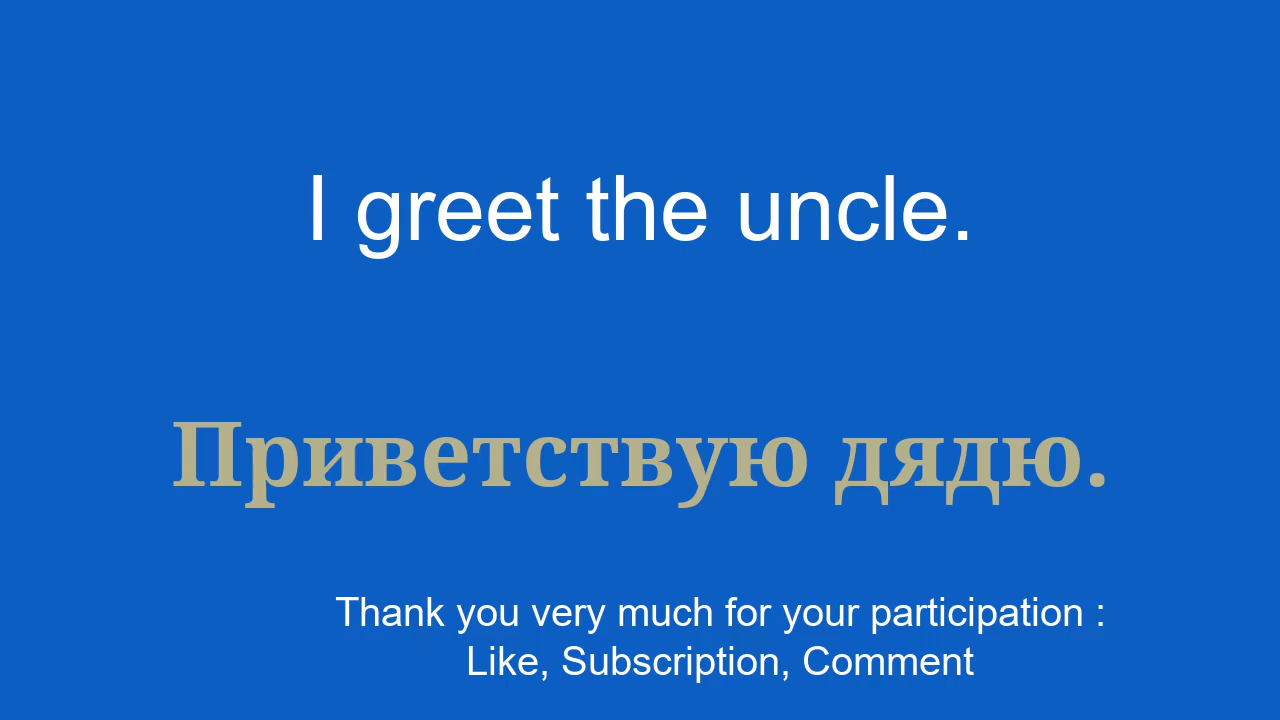 I greet the uncle.
Приветствую дядю.
Thank you very much for your participation :
Like, Subscription, Comment